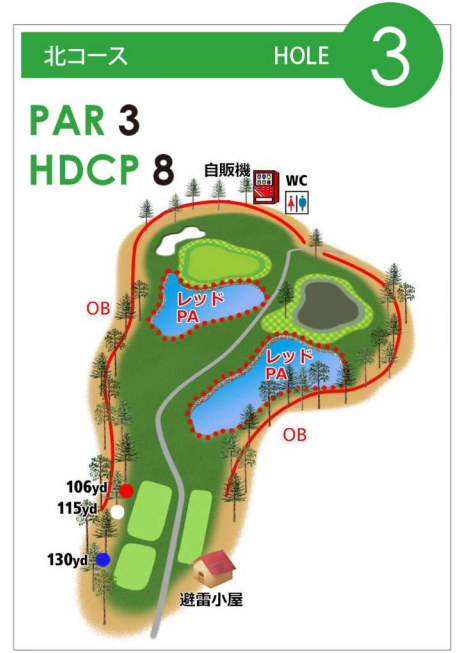 北コース
HOLE
3
PAR 3
HDCP 8
自販機
WC
レッド
PA
OB
レッド
PA
OB
106yd
115yd
130yd
避雷小屋